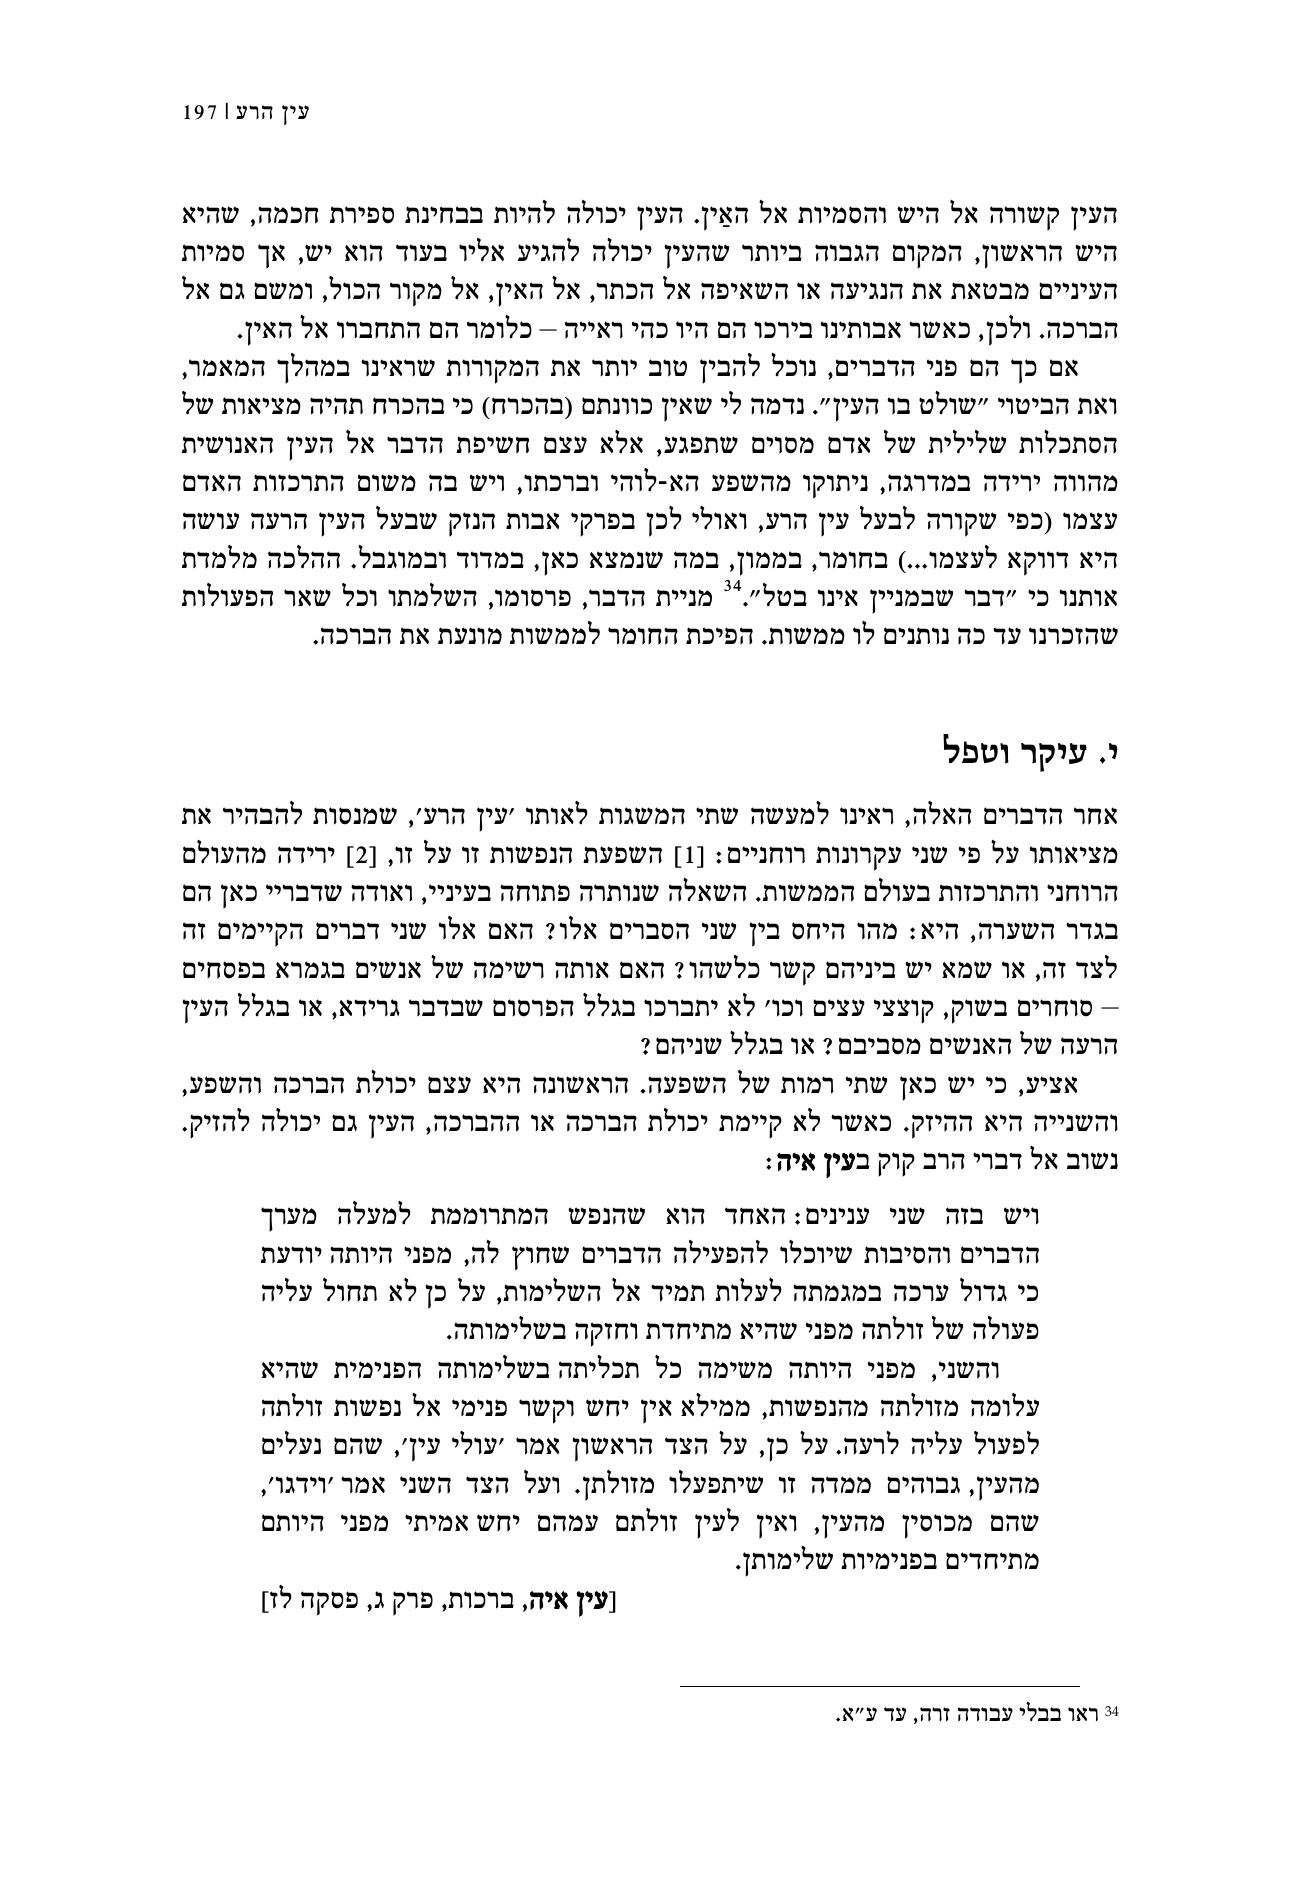 עין הרע | 197
העין קשורה אל היש והסמיות אל האַין. העין יכולה להיות בבחינת ספירת חכמה, שהיא
היש הראשון, המקום הגבוה ביותר שהעין יכולה להגיע אליו בעוד הוא יש, אך סמיות
העיניים מבטאת את הנגיעה או השאיפה אל הכתר, אל האין, אל מקור הכול, ומשם גם אל
הברכה. ולכן, כאשר אבותינו בירכו הם היו כהי ראייה – כלומר הם התחברו אל האין.
אם כך הם פני הדברים, נוכל להבין טוב יותר את המקורות שראינו במהלך המאמר,
ואת הביטוי ״שולט בו העין״. נדמה לי שאין כוונתם (בהכרח) כי בהכרח תהיה מציאות של
הסתכלות שלילית של אדם מסוים שתפגע, אלא עצם חשיפת הדבר אל העין האנושית
מהווה ירידה במדרגה, ניתוקו מהשפע הא-לוהי וברכתו, ויש בה משום התרכזות האדם
עצמו (כפי שקורה לבעל עין הרע, ואולי לכן בפרקי אבות הנזק שבעל העין הרעה עושה
היא דווקא לעצמו...) בחומר, בממון, במה שנמצא כאן, במדוד ובמוגבל. ההלכה מלמדת
אותנו כי ״דבר שבמניין אינו בטל״.34 מניית הדבר, פרסומו, השלמתו וכל שאר הפעולות
שהזכרנו עד כה נותנים לו ממשות. הפיכת החומר לממשות מונעת את הברכה.
י. עיקר וטפל
אחר הדברים האלה, ראינו למעשה שתי המשגות לאותו ׳עין הרע׳, שמנסות להבהיר את
מציאותו על פי שני עקרונות רוחניים: [1] השפעת הנפשות זו על זו, [2] ירידה מהעולם
הרוחני והתרכזות בעולם הממשות. השאלה שנותרה פתוחה בעיניי, ואודה שדבריי כאן הם
בגדר השערה, היא: מהו היחס בין שני הסברים אלו? האם אלו שני דברים הקיימים זה
לצד זה, או שמא יש ביניהם קשר כלשהו? האם אותה רשימה של אנשים בגמרא בפסחים
– סוחרים בשוק, קוצצי עצים וכו׳ לא יתברכו בגלל הפרסום שבדבר גרידא, או בגלל העין
הרעה של האנשים מסביבם? או בגלל שניהם?
אציע, כי יש כאן שתי רמות של השפעה. הראשונה היא עצם יכולת הברכה והשפע,
והשנייה היא ההיזק. כאשר לא קיימת יכולת הברכה או ההברכה, העין גם יכולה להזיק.
נשוב אל דברי הרב קוק בעין איה:
ויש בזה שני ענינים: האחד הוא שהנפש המתרוממת למעלה מערך
הדברים והסיבות שיוכלו להפעילה הדברים שחוץ לה, מפני היותה יודעת
כי גדול ערכה במגמתה לעלות תמיד אל השלימות, על כן לא תחול עליה
פעולה של זולתה מפני שהיא מתיחדת וחזקה בשלימותה.
והשני, מפני היותה משימה כל תכליתה בשלימותה הפנימית שהיא
עלומה מזולתה מהנפשות, ממילא אין יחש וקשר פנימי אל נפשות זולתה
לפעול עליה לרעה. על כן, על הצד הראשון אמר ׳עולי עין׳, שהם נעלים
מהעין, גבוהים ממדה זו שיתפעלו מזולתן. ועל הצד השני אמר ׳וידגו׳,
שהם מכוסין מהעין, ואין לעין זולתם עמהם יחש אמיתי מפני היותם
מתיחדים בפנימיות שלימותן.
[עין איה, ברכות, פרק ג, פסקה לז]
34 ראו בבלי עבודה זרה, עד ע״א.